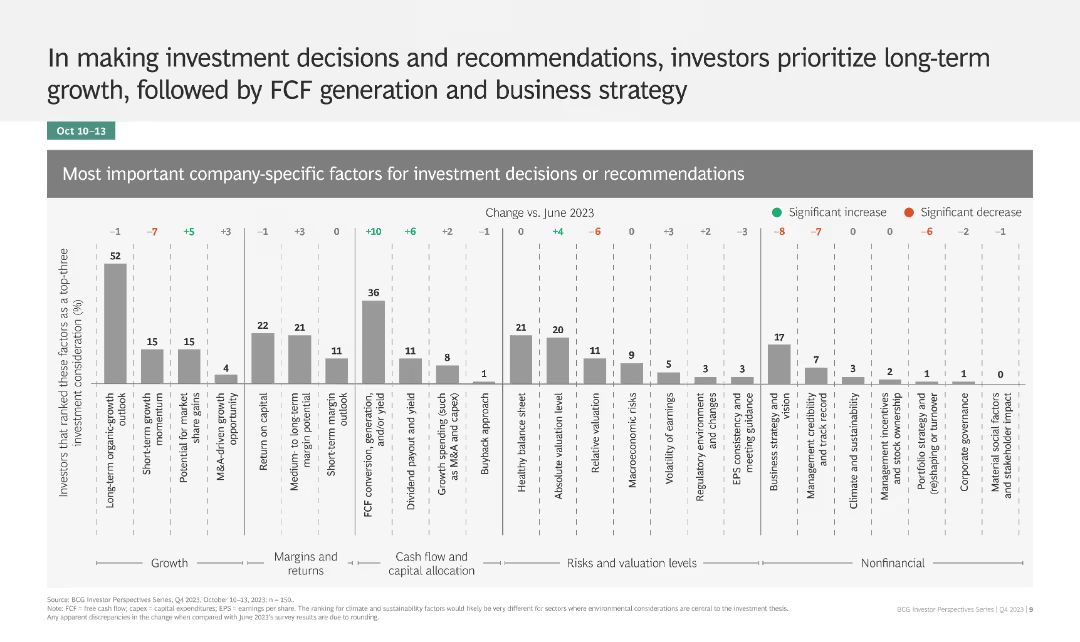 In making investment decisions and recommendations, investors prioritize long-term
growth, followed by FCF generation and business strategy
Oct 10–13
Most important company-specific factors for investment decisions or recommendations
Change vs. June 2023
Significant increase
Significant decrease
–1 –7 +5 +3 –1 +3 0 +10 +6 +2 –1 0 +4 –6 0 +3 +2 –3 –8 –7 0 0 –6 –2 –1
Investors that ranked these factors as a top-three
investment consideration (%)
52 15 15 4 22 21 11 36 11 8 1 21 20 11 9 5 3 3 17 7 3 2 1 1 0
Long-term organic-growth
outlook
Short-term growth
momentum
Potential for market
share gains
M&A-driven growth
opportunity
Return on capital
Medium- to long-term
margin potential
Short-term margin
outlook
FCF conversion, generation,
and/or yield
Dividend payout and yield
Growth spending (such
as M&A and capex)
Buyback approach
Healthy balance sheet
Absolute valuation level
Relative valuation
Macroeconomic risks
Volatility of earnings
Regulatory environment
and changes
EPS consistency and
meeting guidance
Business strategy and
vision
Management credibility
and track record
Climate and sustainability
Management incentives
and stock ownership
Portfolio strategy and
(re)shaping or turnover
Corporate governance
Material social factors
and stakeholder impact
Growth
Margins and
returns
Cash flow and
capital allocation
Risks and valuation levels
Nonfinancial
Source: BCG Investor Perspectives Series, Q4 2023, October 10–13, 2023; n = 150.
Note: FCF = free cash flow; capex = capital expenditures; EPS = earnings per share. The ranking for climate and sustainability factors would likely be very different for sectors where environmental considerations are central to the investment thesis.
Any apparent discrepancies in the change when compared with June 2023's survey results are due to rounding.
BCG Investor Perspectives Series | Q4 2023 | 9